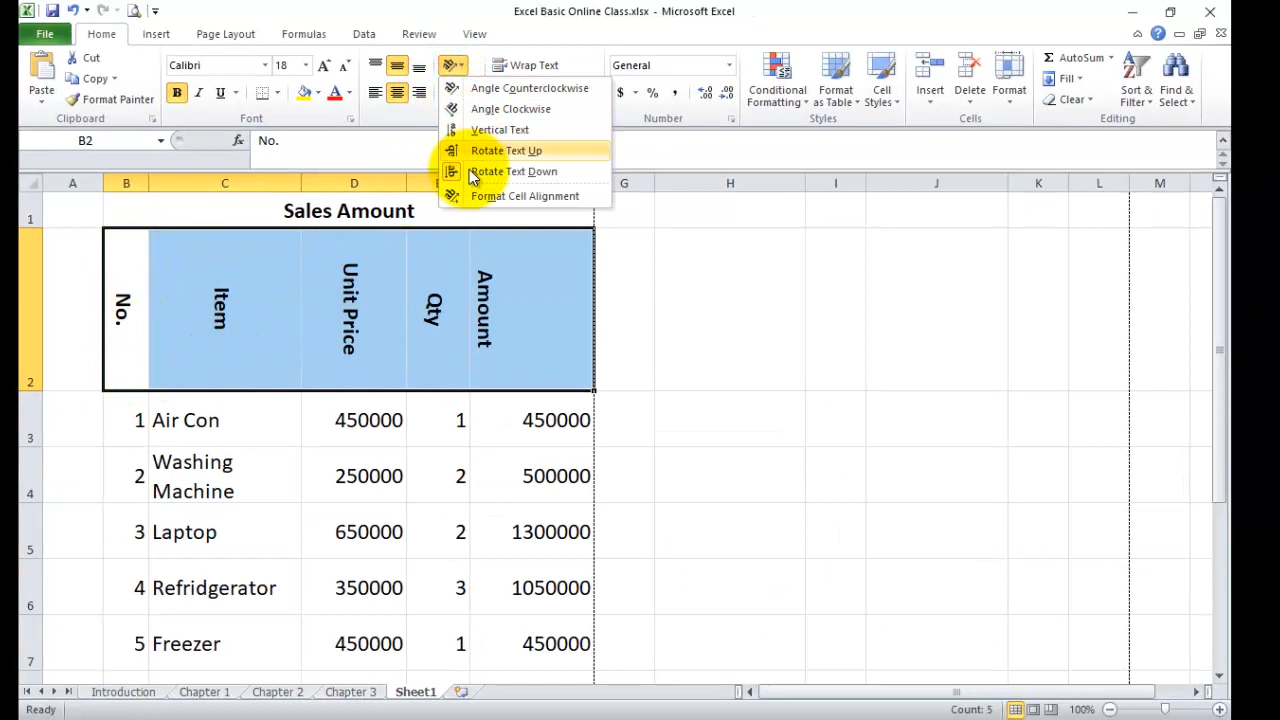 Excel Basic Online Class.xlsx - Microsoft Excel
File Home Insert Page Layout Formulas Data Review View
Cut
Copy
Format Painter
Paste
Clipboard
Calibri 18
B I U
Font
Wrap Text
General
$ % ,
Number
Conditional Formatting
Format as Table
Cell Styles
Styles
Insert Delete Format
Cells
AutoSum
Fill
Clear
Sort & Filter
Find & Select
Editing
Angle Counterclockwise
Angle Clockwise
Vertical Text
Rotate Text Up
Rotate Text Down
Format Cell Alignment
B2 fx No.
A B C D G H I J K L M
1 Sales Amount
2 No. Item Unit Price Qty Amount
3 1 Air Con 450000 1 450000
4 2 Washing Machine 250000 2 500000
5 3 Laptop 650000 2 1300000
6 4 Refridgerator 350000 3 1050000
7 5 Freezer 450000 1 450000
Introduction Chapter 1 Chapter 2 Chapter 3 Sheet1
Ready Count: 5 100%